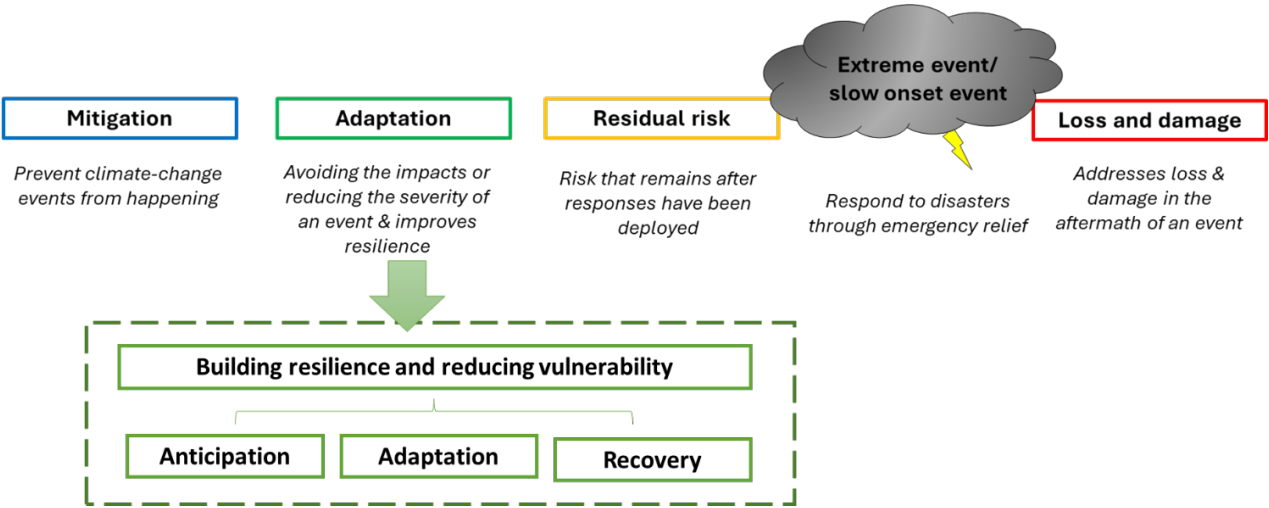 Extreme event/
slow onset event
Mitigation
Adaptation
Residual risk
Loss and damage
Prevent climate-change
events from happening
Avoiding the impacts or
reducing the severity of
an event & improves
resilience
Risk that remains after
responses have been
deployed
Respond to disasters
through emergency relief
Addresses loss &
damage in the
aftermath of an event
Building resilience and reducing vulnerability
Anticipation
Adaptation
Recovery